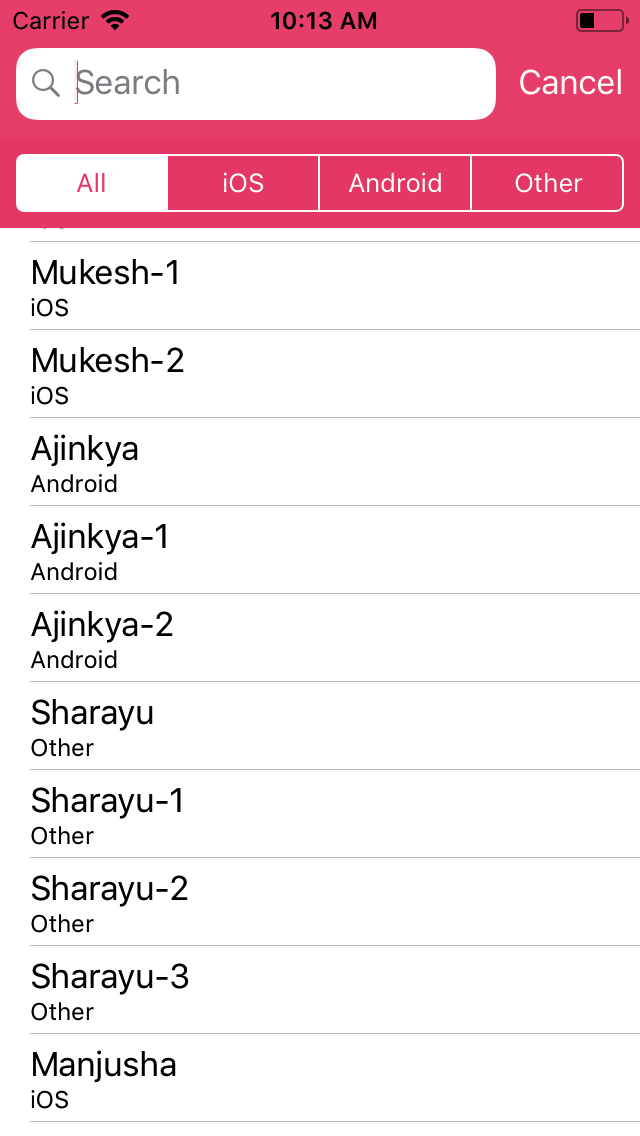 Carrier 10:13 AM
Search Cancel
All iOS Android Other
Mukesh-1
iOS
Mukesh-2
iOS
Ajinkya
Android
Ajinkya-1
Android
Ajinkya-2
Android
Sharayu
Other
Sharayu-1
Other
Sharayu-2
Other
Sharayu-3
Other
Manjusha
iOS